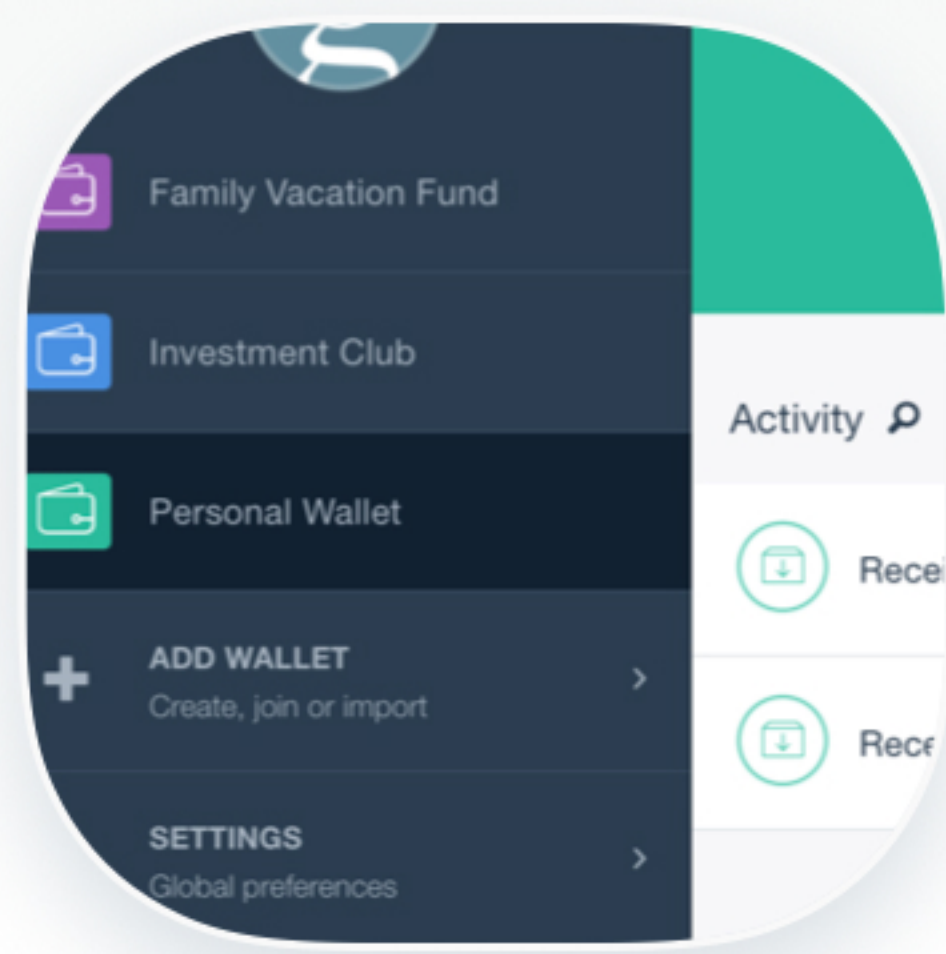 Family Vacation Fund
Investment Club
Personal Wallet
ADD WALLET
Create, join or import
SETTINGS
Global preferences
Activity